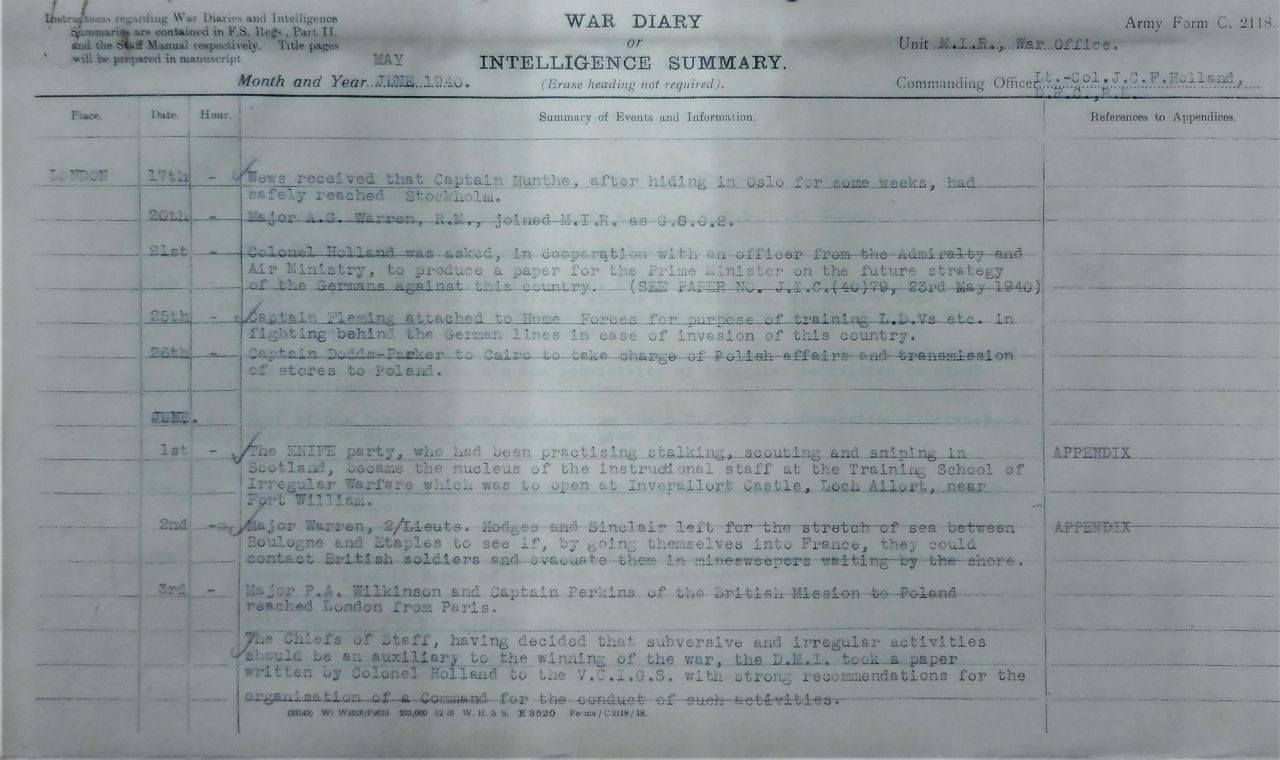 Instructions regarding War Diaries and Intelligence
Summaries are contained in F.S. Regs., Part II,
and the Staff Manual respectively. Title pages
will be prepared in manuscript.
WAR DIARY
or
INTELLIGENCE SUMMARY.
(Erase heading not required).
Army Form C. 2118.
Unit M.I.R., War Office.
MAY
Month and Year JUNE 1940.
Commanding Officer Lt.-Col. J.C.F. Holland,
D.F.C., R.E.
Place. Date. Hour. Summary of Events and Information. References to Appendices.
LONDON 17th - News received that Captain Munthe, after hiding in Oslo for some weeks, had
safely reached Stockholm.
20th - Major A.G. Warren, R.M., joined M.I.R. as G.S.O.2.
21st - Colonel Holland was asked, in cooperation with an officer from the Admiralty and
Air Ministry, to produce a paper for the Prime Minister on the future strategy
of the Germans against this country. (SEE PAPER NO. J.I.C.(40)79, 23rd May 1940)
25th - Captain Fleming attached to Home Forces for purpose of training L.D.Vs etc. in
fighting behind the German lines in case of invasion of this country.
26th - Captain Dodds-Parker to Cairo to take charge of Polish affairs and transmission
of stores to Poland.
JUNE.
1st - The KNIFE party, who had been practising stalking, scouting and sniping in APPENDIX
Scotland, became the nucleus of the instructional staff at the Training School of
Irregular Warfare which was to open at Inverailort Castle, Loch Ailort, near
Fort William.
2nd - Major Warren, 2/Lieuts. Hodges and Sinclair left for the stretch of sea between APPENDIX
Boulogne and Etaples to see if, by going themselves into France, they could
contact British soldiers and evacuate them in minesweepers waiting by the shore.
3rd - Major P.A. Wilkinson and Captain Perkins of the British Mission to Poland
reached London from Paris.
The Chiefs of Staff, having decided that subversive and irregular activities
should be an auxiliary to the winning of the war, the D.M.I. took a paper
written by Colonel Holland to the V.C.I.G.S. with strong recommendations for the
organisation of a Command for the conduct of such activities.
W. H. & S. E 3520 Forms/C2118/18.